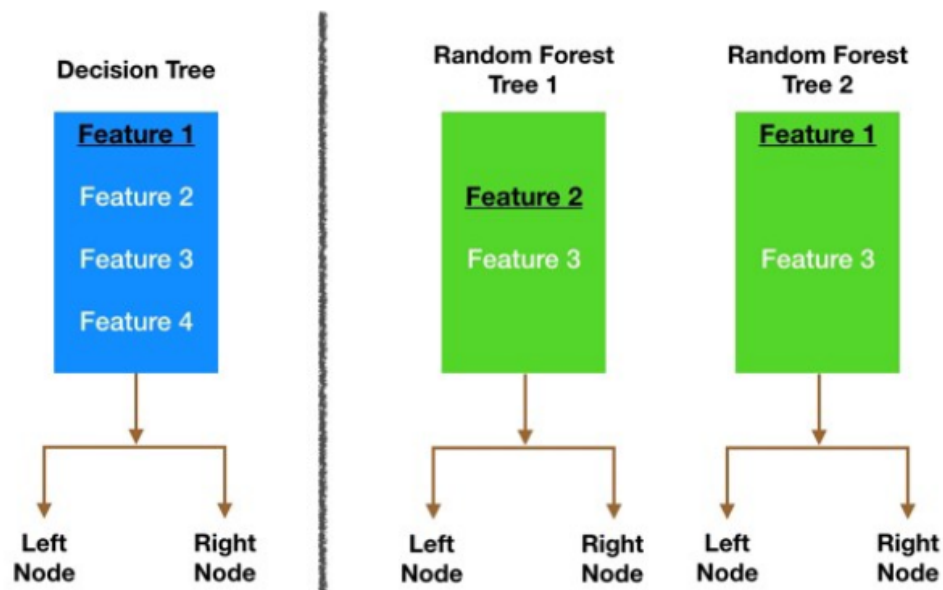 Decision Tree
Feature 1
Feature 2
Feature 3
Feature 4
Left
Node
Right
Node
Random Forest
Tree 1
Feature 2
Feature 3
Left
Node
Right
Node
Random Forest
Tree 2
Feature 1
Feature 3
Left
Node
Right
Node